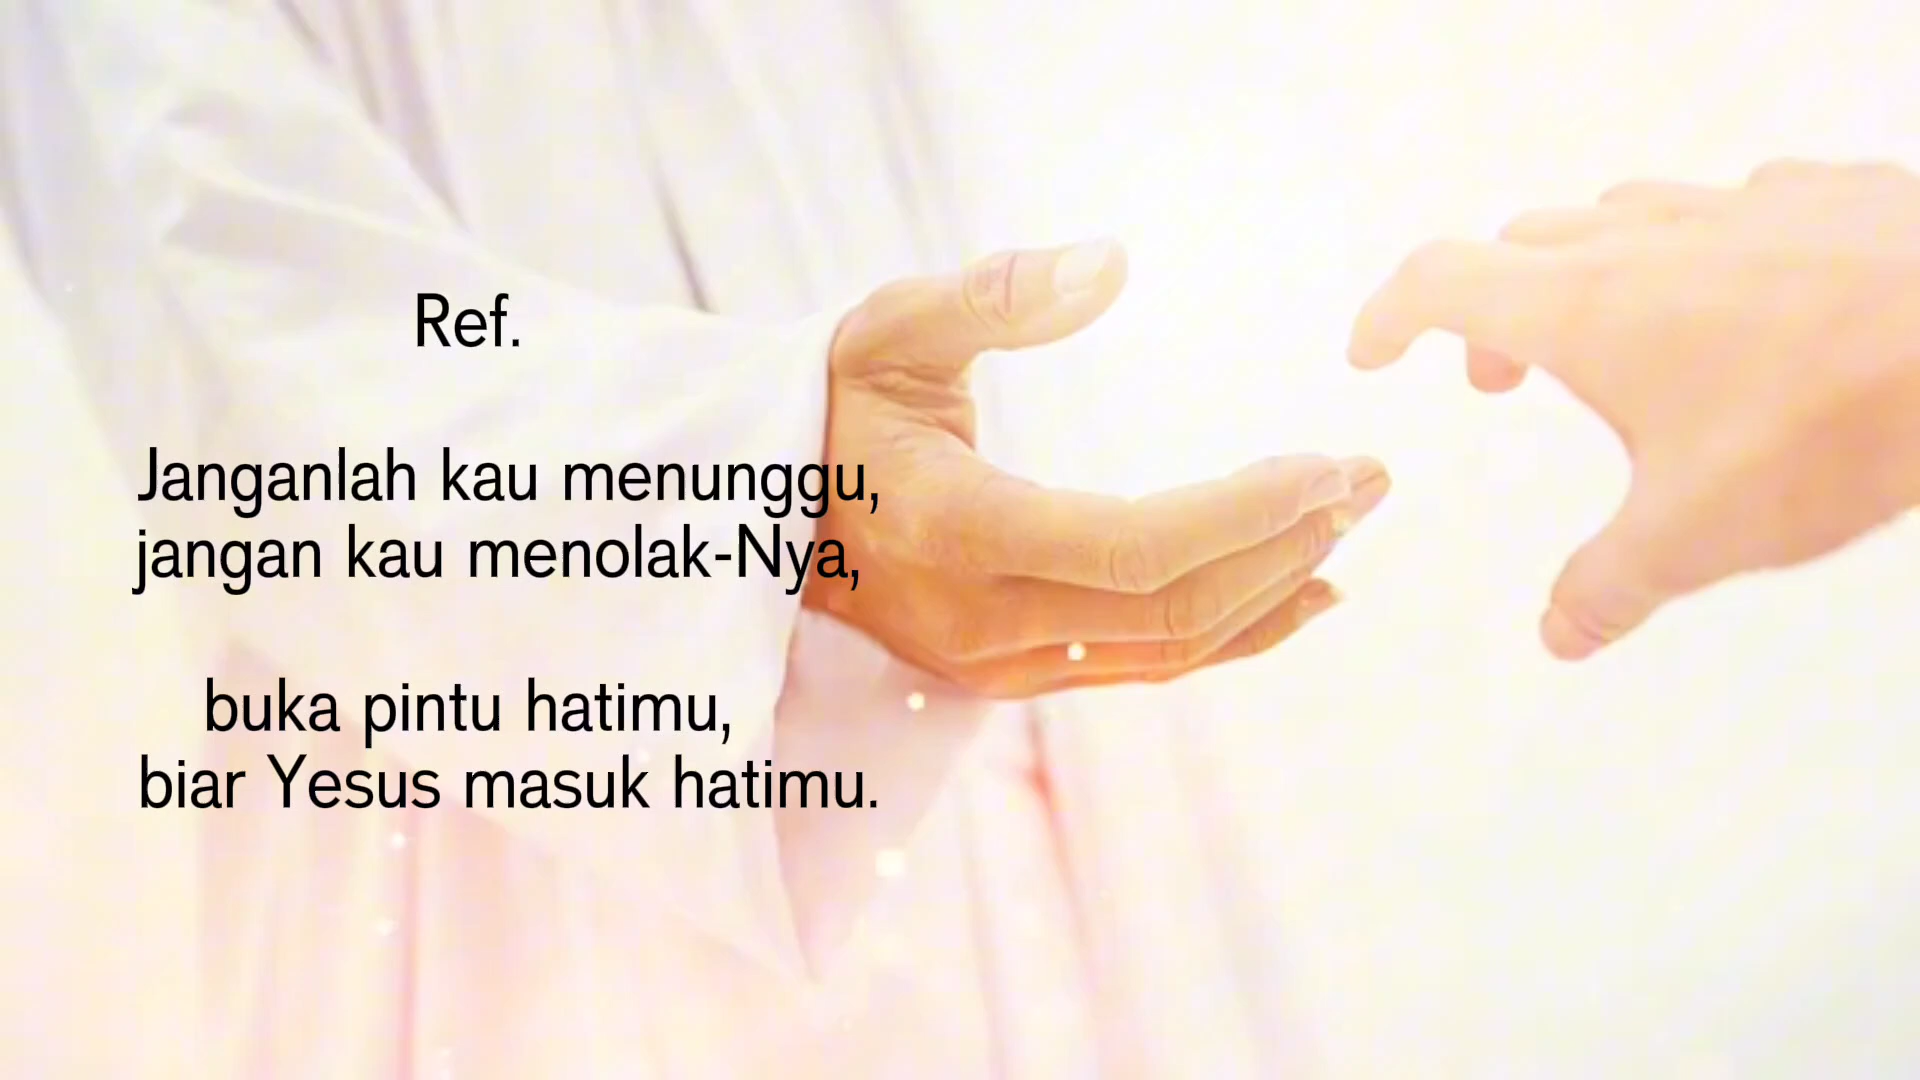 Ref.
Janganlah kau menunggu,
jangan kau menolak-Nya,
buka pintu hatimu,
biar Yesus masuk hatimu.